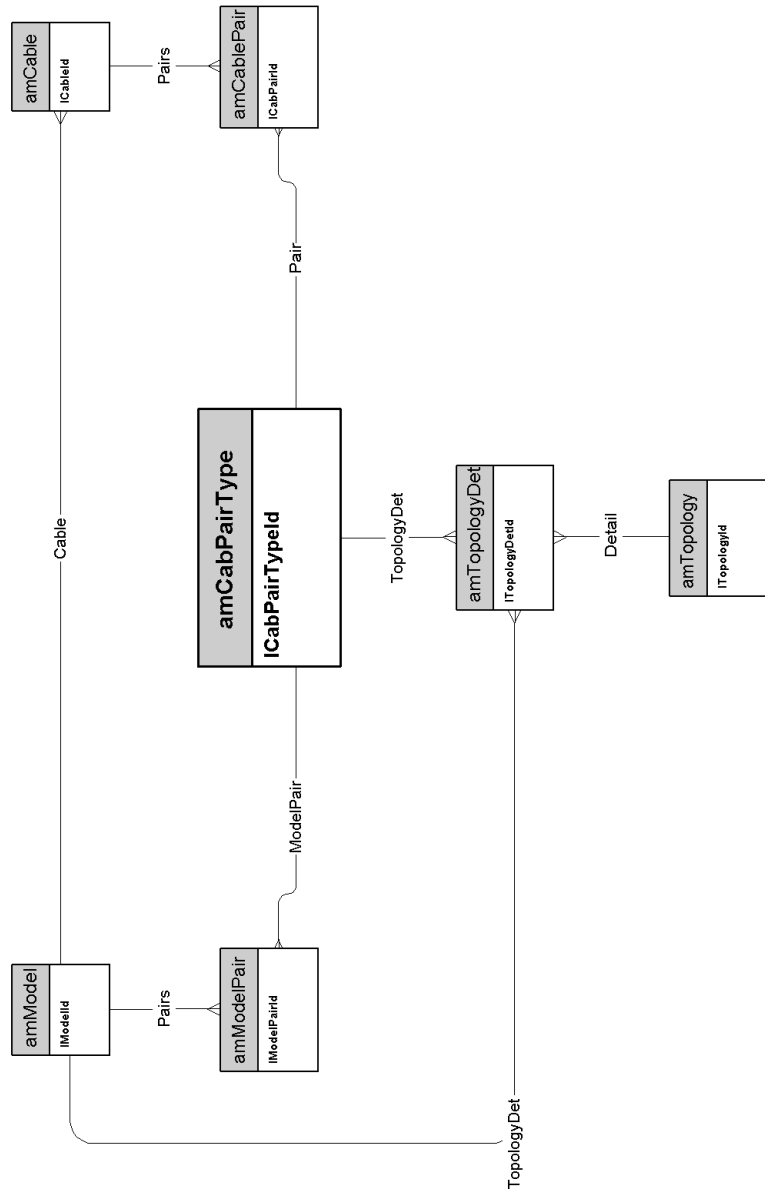 amModel
lModelId
Cable
amCable
lCableId
Pairs
Pairs
amModelPair
lModelPairId
ModelPair
amCabPairType
lCabPairTypeId
Pair
amCablePair
lCabPairId
TopologyDet
amTopologyDet
lTopologyDetId
TopologyDet
Detail
amTopology
lTopologyId